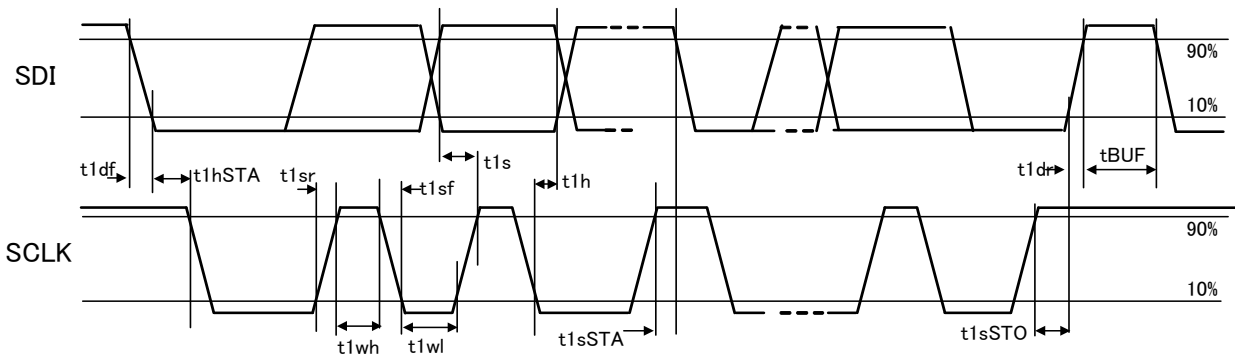 SDI
90%
10%
t1df
t1hSTA
t1sr
t1sf
t1s
t1h
t1dr
tBUF
SCLK
90%
10%
t1wh
t1wl
t1sSTA
t1sSTO